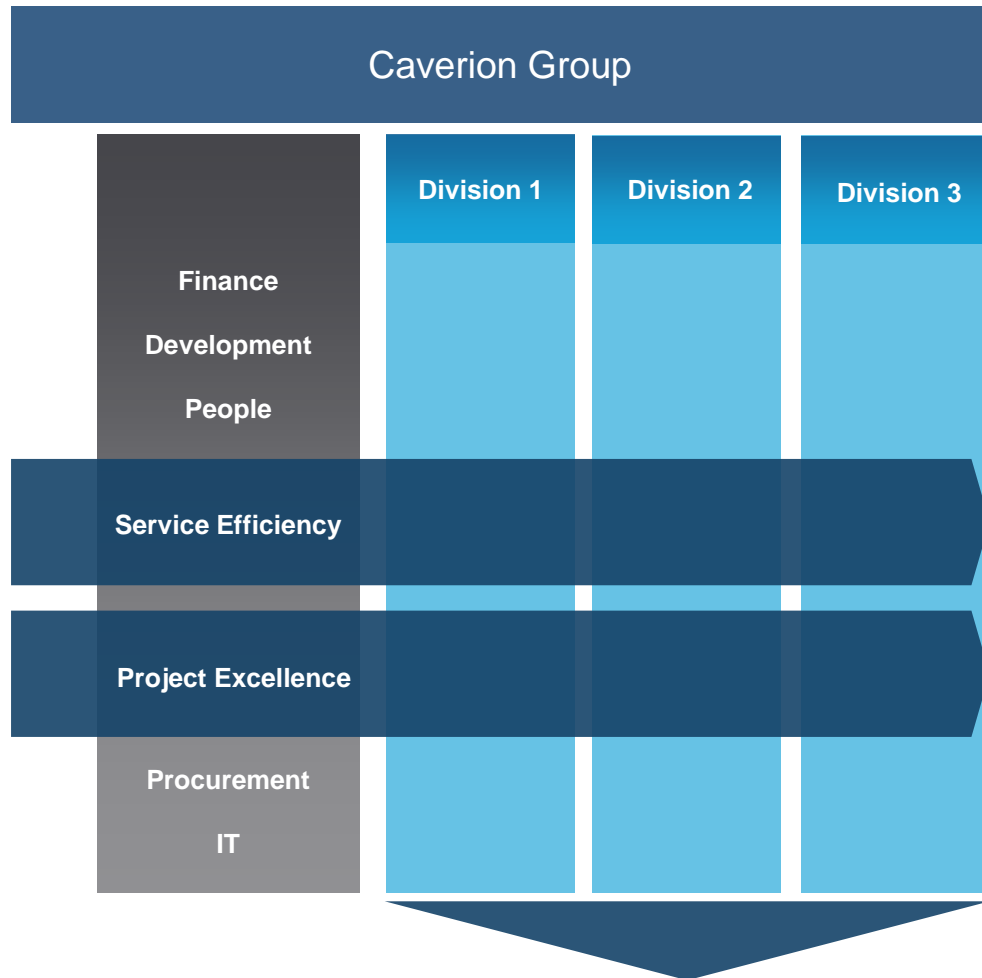 Caverion Group
Division 1
Division 2
Division 3
Finance
Development
People
Service Efficiency
Project Excellence
Procurement
IT